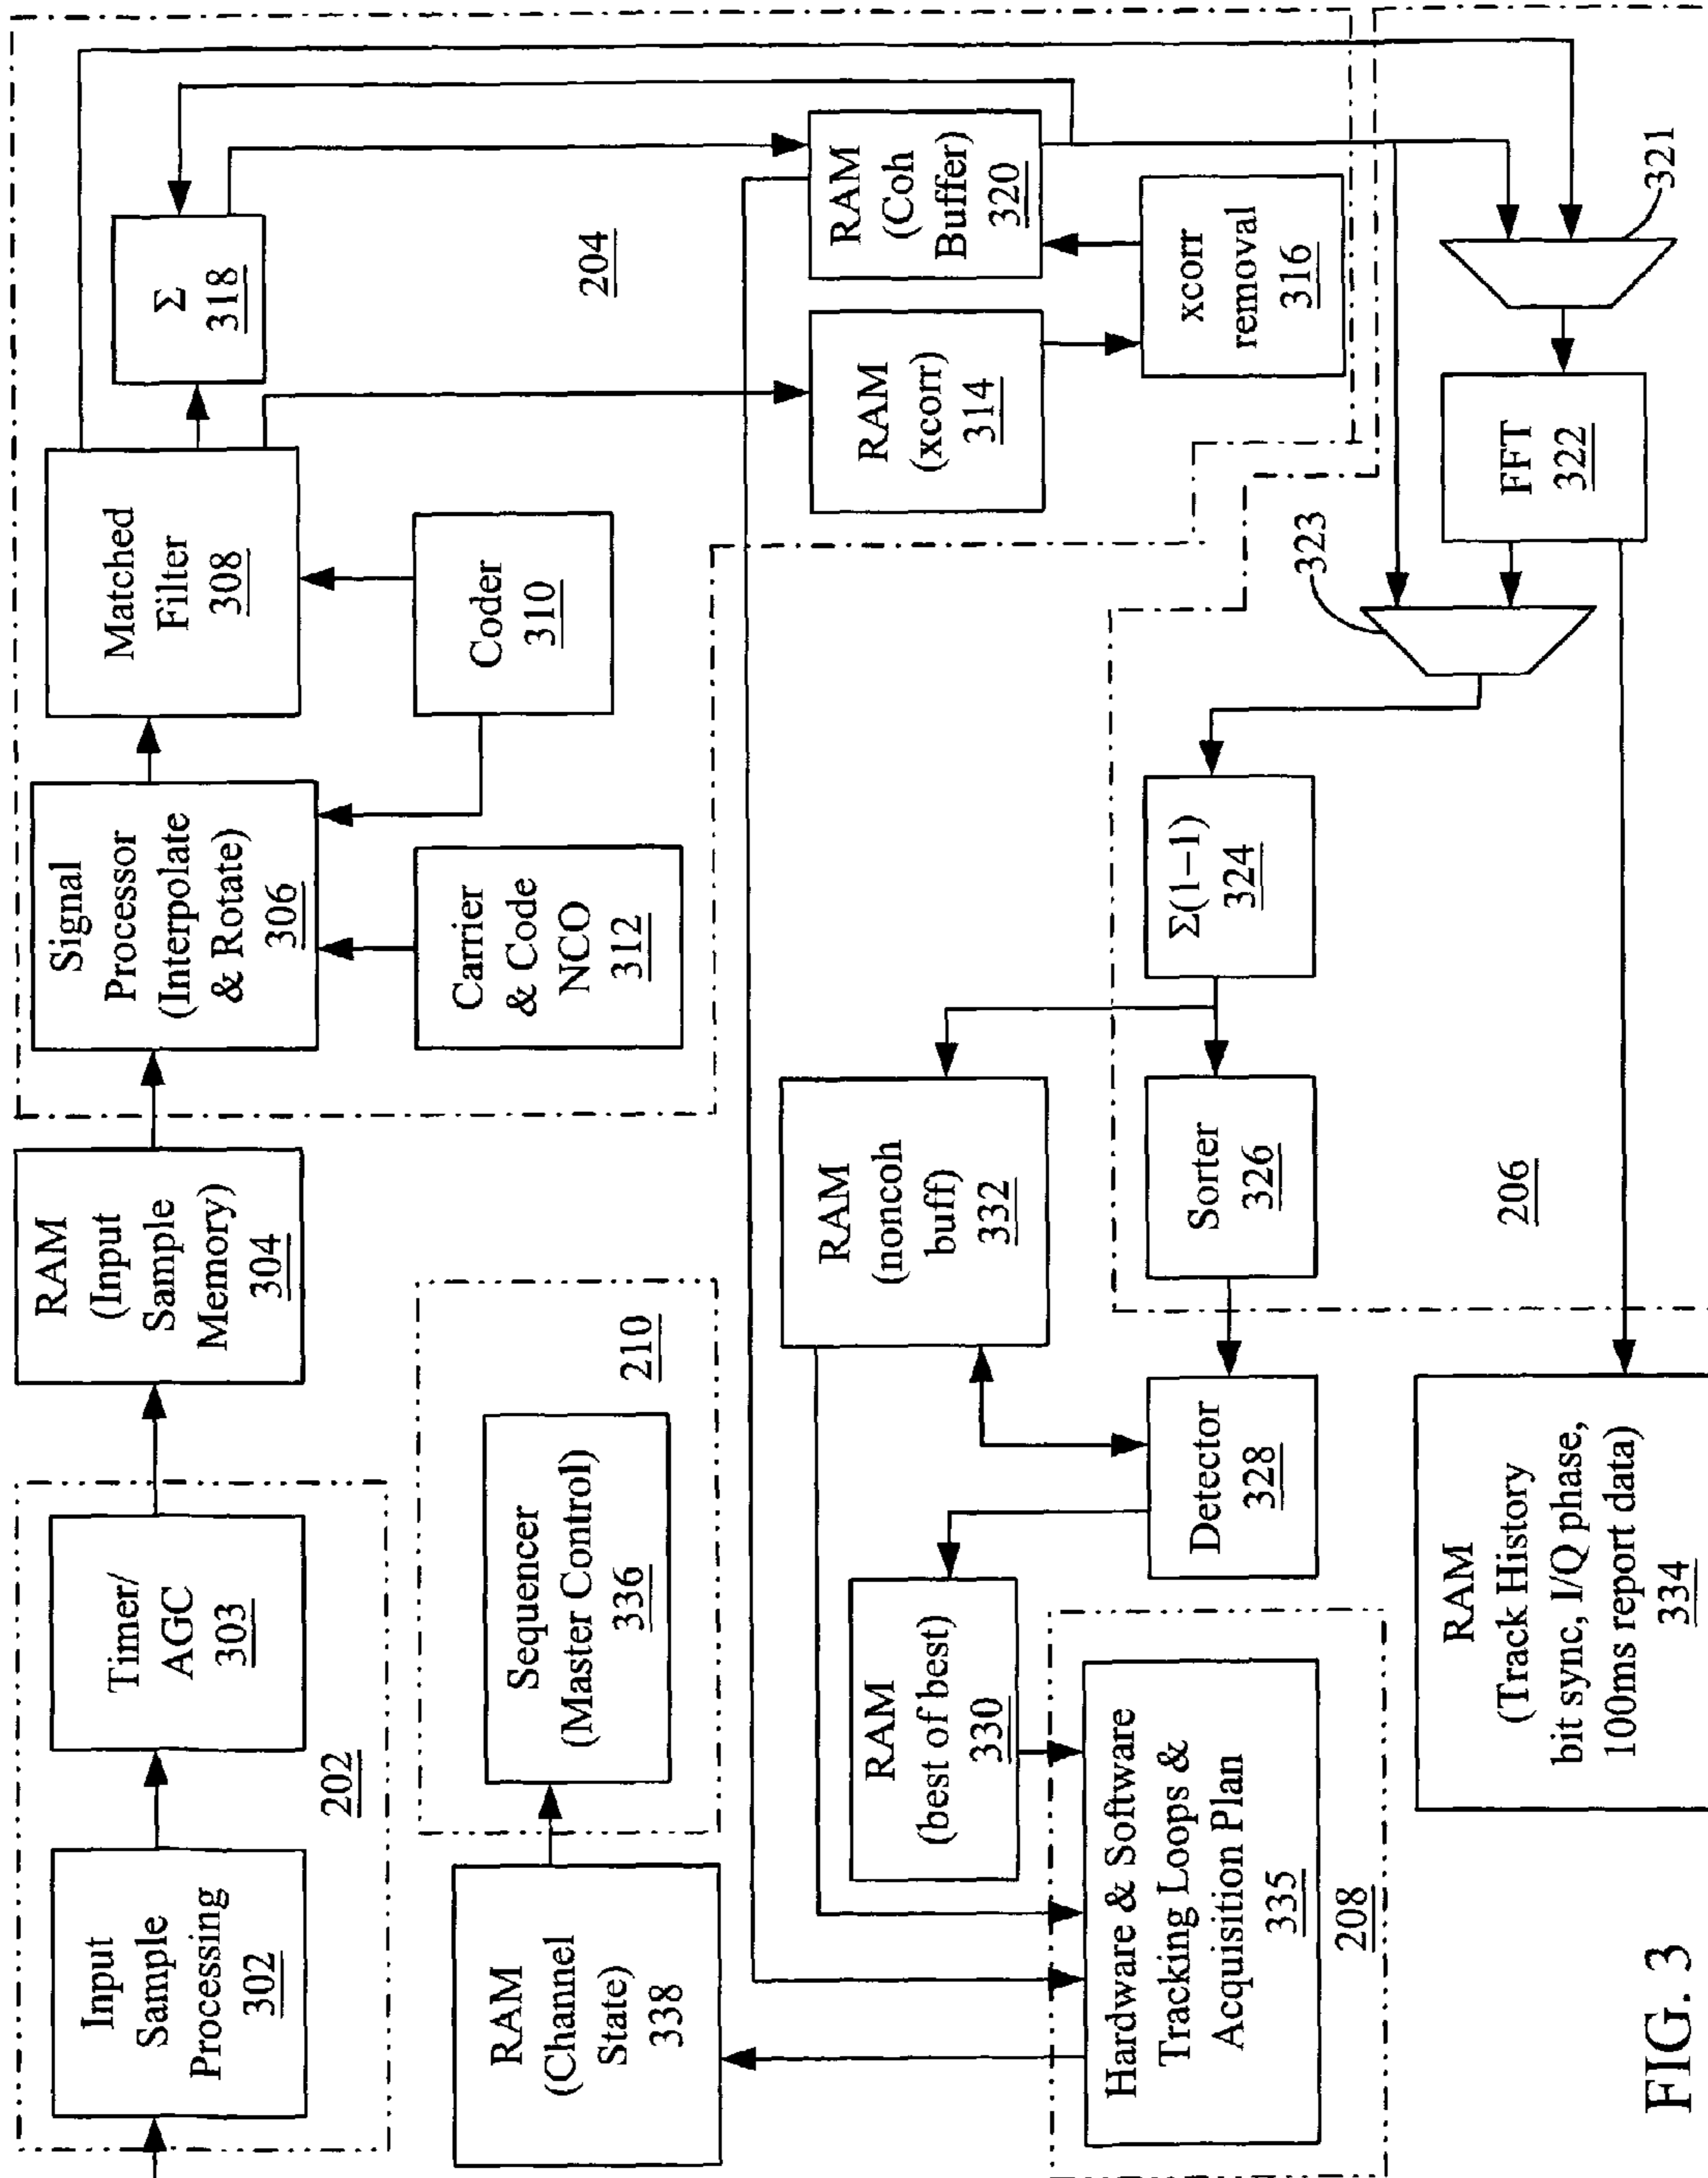 Input
Sample
Processing
302
Timer/
AGC
303
202
RAM
(Input
Sample
Memory)
304
Signal
Processor
(Interpolate
& Rotate)
306
Matched
Filter
308
Σ
318
Carrier
& Code
NCO
312
Coder
310
204
RAM
(Channel
State)
338
Sequencer
(Master Control)
336
210
RAM
(noncoh
buff)
332
RAM
(xcorr)
314
RAM
(Coh
Buffer)
320
xcorr
removal
316
RAM
(best of best)
330
Hardware & Software
Tracking Loops &
Acquisition Plan
335
208
Detector
328
Sorter
326
Σ(1–1)
324
323
FFT
322
321
206
RAM
(Track History
bit sync, I/Q phase,
100ms report data)
334
FIG. 3